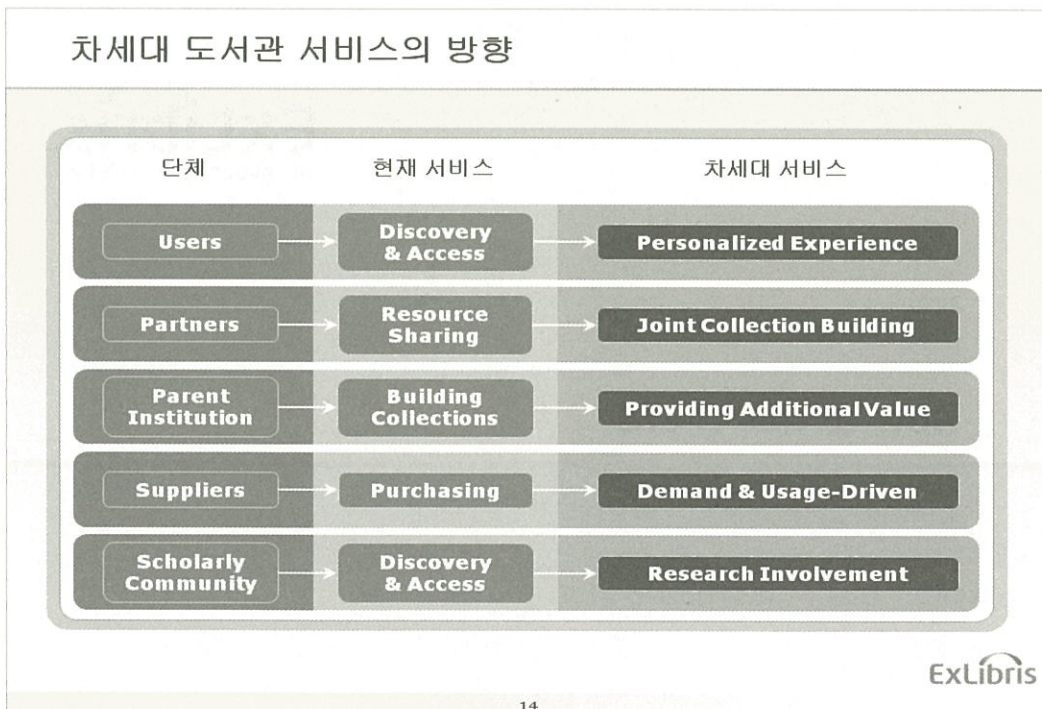 차세대 도서관 서비스의 방향
단체 현재 서비스 차세대 서비스
Users
Discovery
& Access
Personalized Experience
Partners
Resource
Sharing
Joint Collection Building
Parent
Institution
Building
Collections
Providing Additional Value
Suppliers
Purchasing
Demand & Usage-Driven
Scholarly
Community
Discovery
& Access
Research Involvement
ExLibris
14